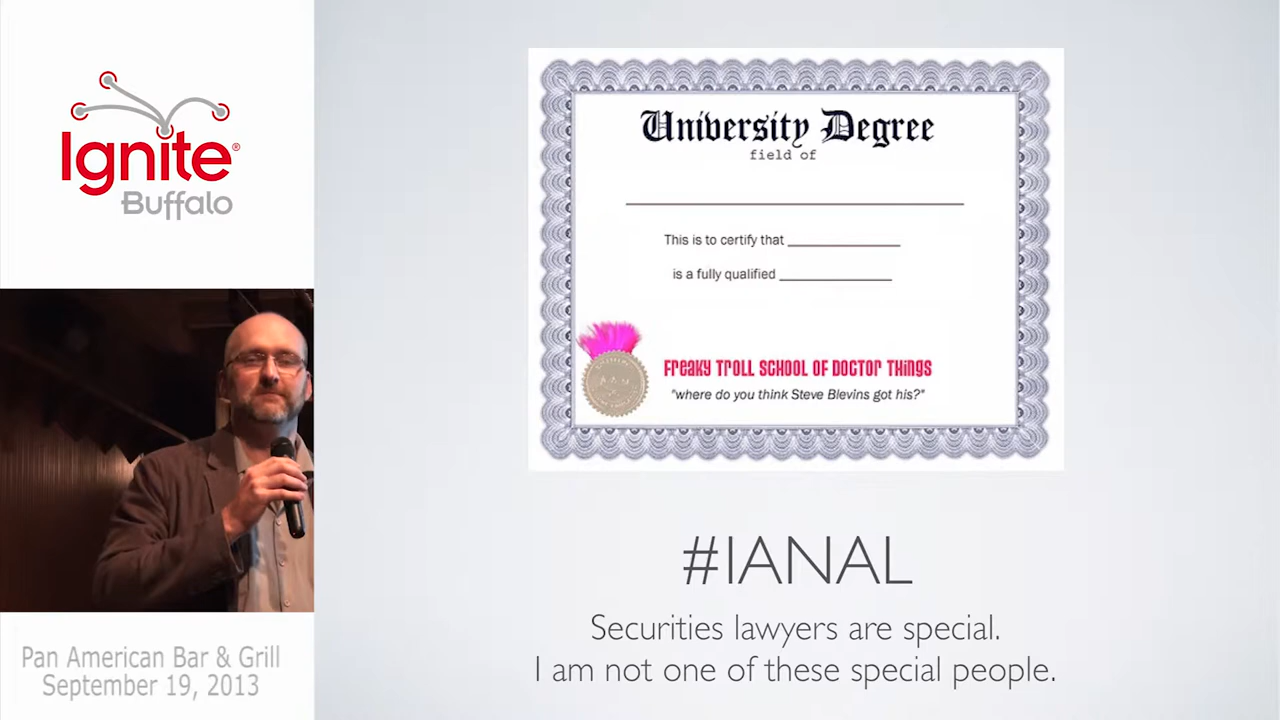 Ignite®
Buffalo
Pan American Bar & Grill
September 19, 2013
University Degree
field of
This is to certify that
is a fully qualified
FREAKY TROLL SCHOOL OF DOCTOR THINGS
"where do you think Steve Blevins got his?"
#IANAL
Securities lawyers are special.
I am not one of these special people.